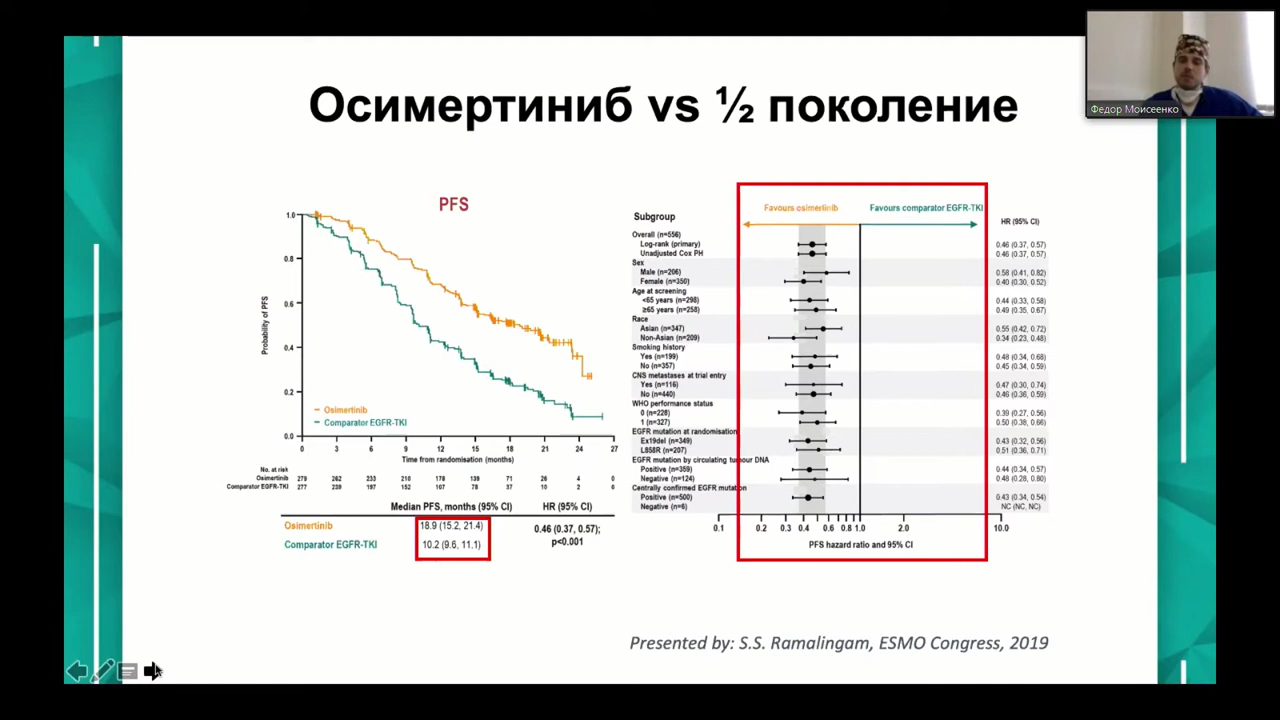 Осимертиниб vs ½ поколение
Федор Моисеенко
PFS
Probability of PFS
1.0
0.8
0.6
0.4
0.2
0.0
Osimertinib
Comparator EGFR-TKI
0 3 6 9 12 15 18 21 24 27
Time from randomisation (months)
No. at risk
Osimertinib 279 262 233 210 178 139 71 26 4 0
Comparator EGFR-TKI 277 239 197 152 107 78 37 10 2 0
Median PFS, months (95% CI) HR (95% CI)
Osimertinib 18.9 (15.2, 21.4)
Comparator EGFR-TKI 10.2 (9.6, 11.1)
0.46 (0.37, 0.57);
p<0.001
Favours osimertinib Favours comparator EGFR-TKI
Subgroup HR (95% CI)
Overall (n=556)
Log-rank (primary) 0.46 (0.37, 0.57)
Unadjusted Cox PH 0.46 (0.37, 0.57)
Sex
Male (n=206) 0.58 (0.41, 0.82)
Female (n=350) 0.40 (0.30, 0.52)
Age at screening
<65 years (n=298) 0.44 (0.33, 0.58)
≥65 years (n=258) 0.49 (0.35, 0.67)
Race
Asian (n=347) 0.55 (0.42, 0.72)
Non-Asian (n=209) 0.34 (0.23, 0.48)
Smoking history
Yes (n=199) 0.48 (0.34, 0.68)
No (n=357) 0.45 (0.34, 0.59)
CNS metastases at trial entry
Yes (n=116) 0.47 (0.30, 0.74)
No (n=440) 0.46 (0.36, 0.59)
WHO performance status
0 (n=228) 0.39 (0.27, 0.56)
1 (n=327) 0.50 (0.38, 0.66)
EGFR mutation at randomisation
Ex19del (n=349) 0.43 (0.32, 0.56)
L858R (n=207) 0.51 (0.36, 0.71)
EGFR mutation by circulating tumour DNA
Positive (n=359) 0.44 (0.34, 0.57)
Negative (n=124) 0.48 (0.28, 0.80)
Centrally confirmed EGFR mutation
Positive (n=500) 0.43 (0.34, 0.54)
Negative (n=6) NC (NC, NC)
0.1 0.2 0.3 0.4 0.6 0.8 1.0 2.0 10.0
PFS hazard ratio and 95% CI
Presented by: S.S. Ramalingam, ESMO Congress, 2019